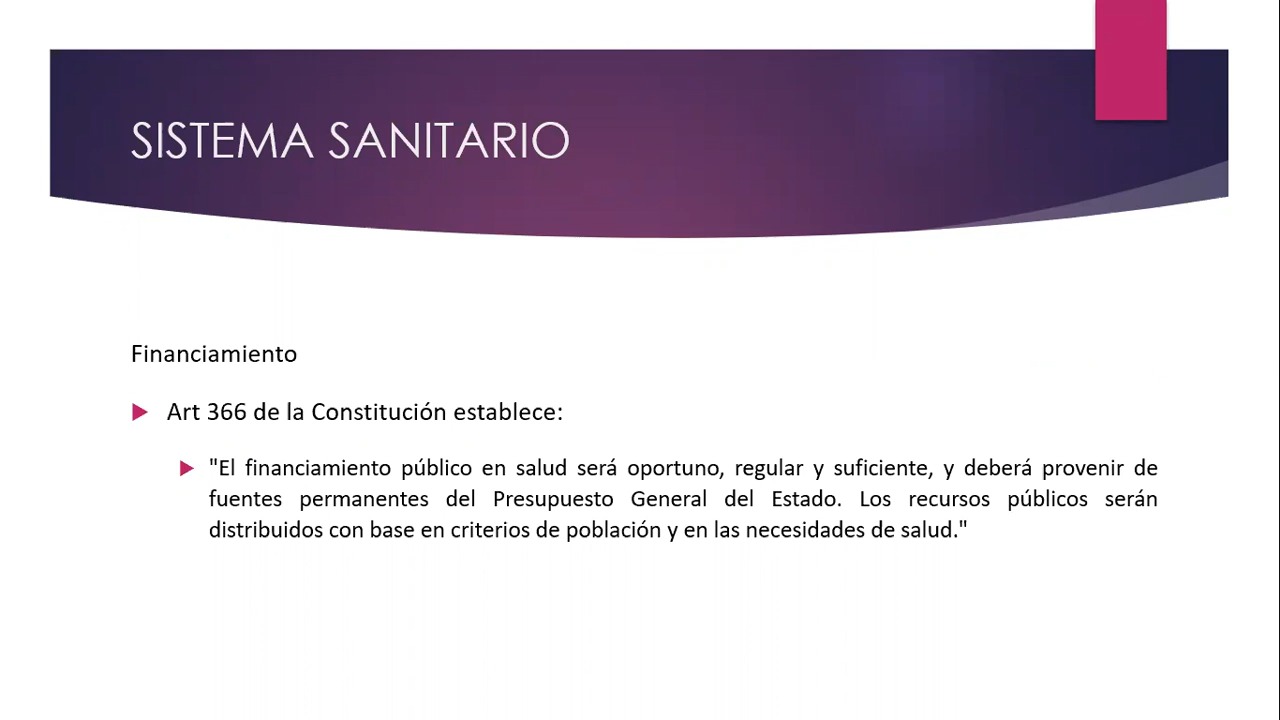 SISTEMA SANITARIO
Financiamiento
Art 366 de la Constitución establece:
"El financiamiento público en salud será oportuno, regular y suficiente, y deberá provenir de
fuentes permanentes del Presupuesto General del Estado. Los recursos públicos serán
distribuidos con base en criterios de población y en las necesidades de salud."